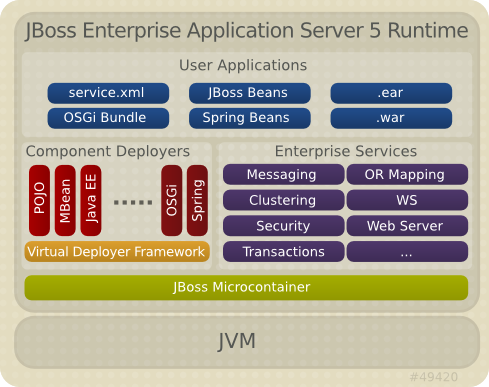 JBoss Enterprise Application Server 5 Runtime
User Applications
service.xml
JBoss Beans
.ear
OSGi Bundle
Spring Beans
.war
Component Deployers
POJO
MBean
Java EE
......
OSGi
Spring
Virtual Deployer Framework
Enterprise Services
Messaging
OR Mapping
Clustering
WS
Security
Web Server
Transactions
...
JBoss Microcontainer
JVM
#49420